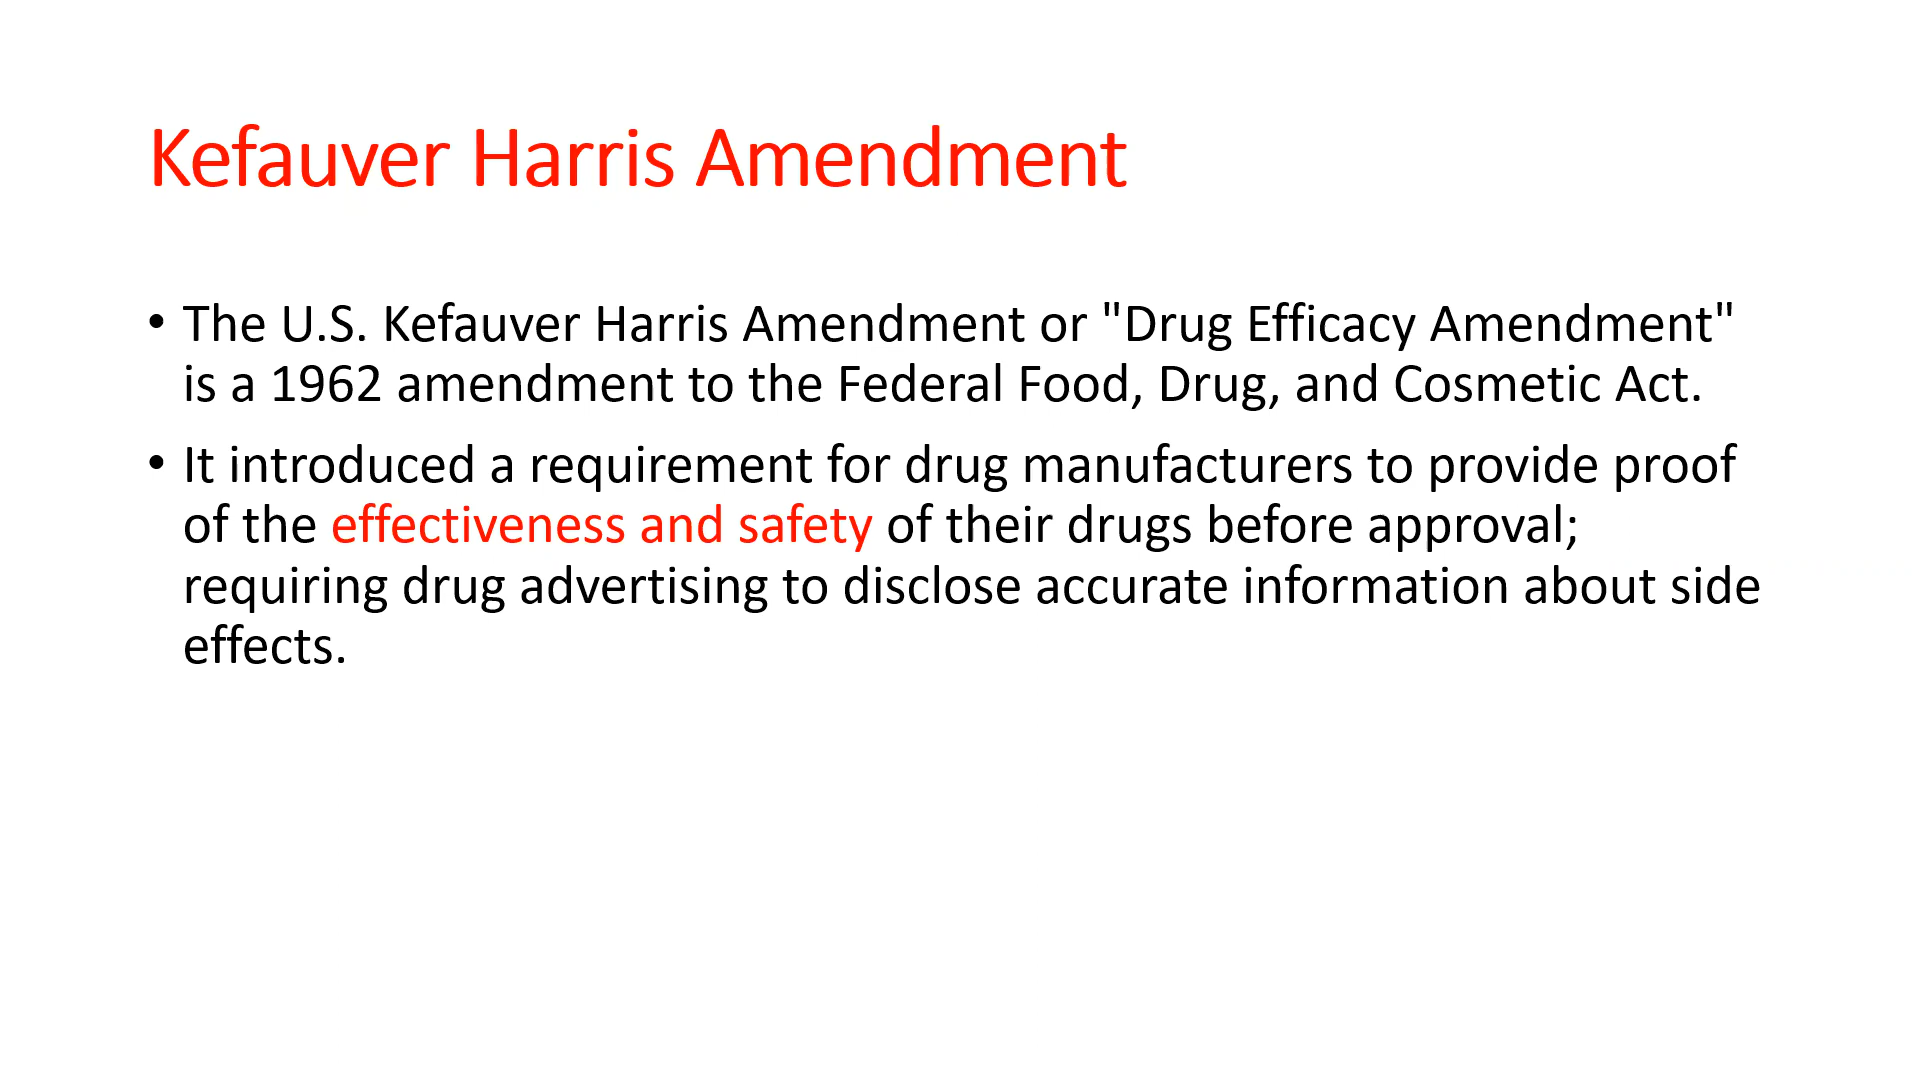 Kefauver Harris Amendment
• The U.S. Kefauver Harris Amendment or "Drug Efficacy Amendment"
is a 1962 amendment to the Federal Food, Drug, and Cosmetic Act.
• It introduced a requirement for drug manufacturers to provide proof
of the effectiveness and safety of their drugs before approval;
requiring drug advertising to disclose accurate information about side
effects.